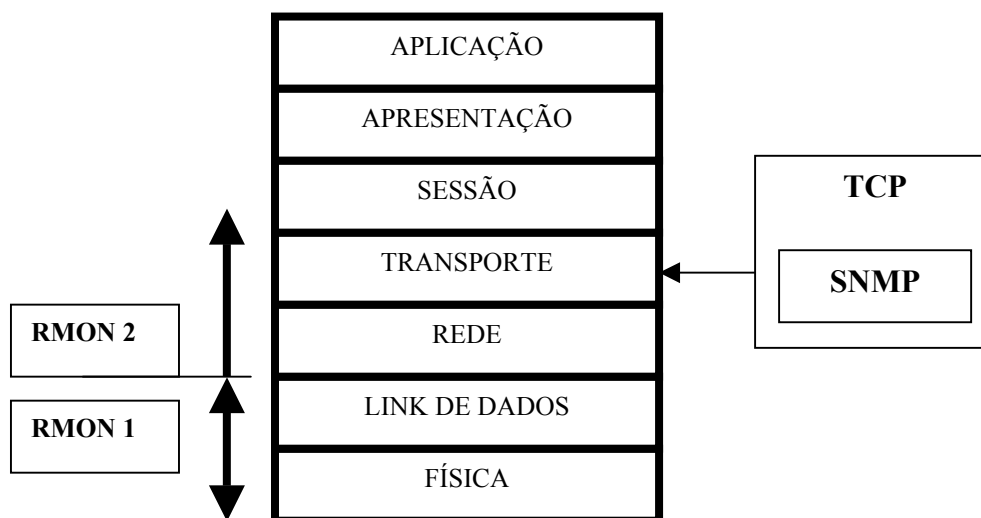 APLICAÇÃO
APRESENTAÇÃO
SESSÃO
TRANSPORTE
REDE
LINK DE DADOS
FÍSICA
TCP
SNMP
RMON 2
RMON 1